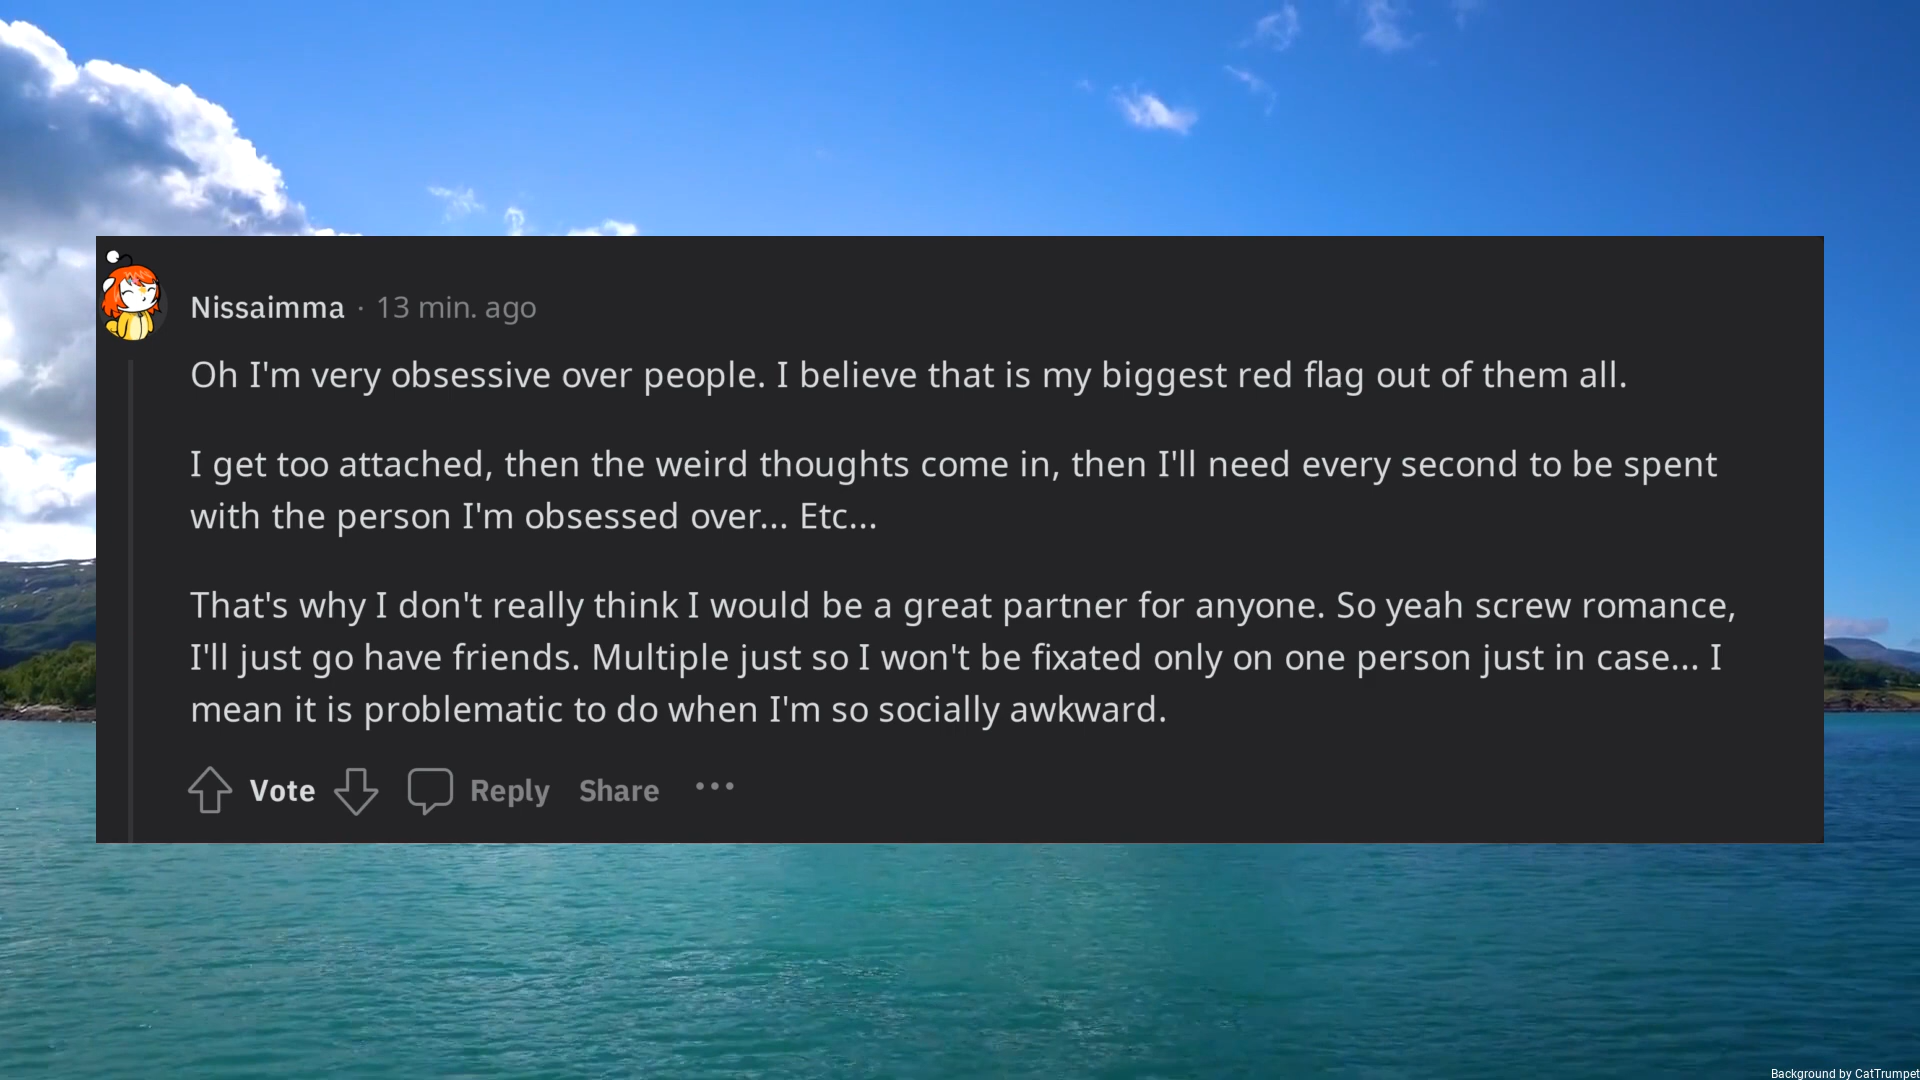 Nissaimma · 13 min. ago
Oh I'm very obsessive over people. I believe that is my biggest red flag out of them all.
I get too attached, then the weird thoughts come in, then I'll need every second to be spent
with the person I'm obsessed over... Etc...
That's why I don't really think I would be a great partner for anyone. So yeah screw romance,
I'll just go have friends. Multiple just so I won't be fixated only on one person just in case... I
mean it is problematic to do when I'm so socially awkward.
Vote Reply Share ...
Background by CatTrumpet